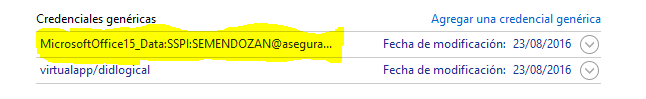 Credenciales genéricas Agregar una credencial genérica
MicrosoftOffice15_Data:SSPI:SEMENDOZAN@asegura... Fecha de modificación: 23/08/2016
virtualapp/didlogical Fecha de modificación: 23/08/2016